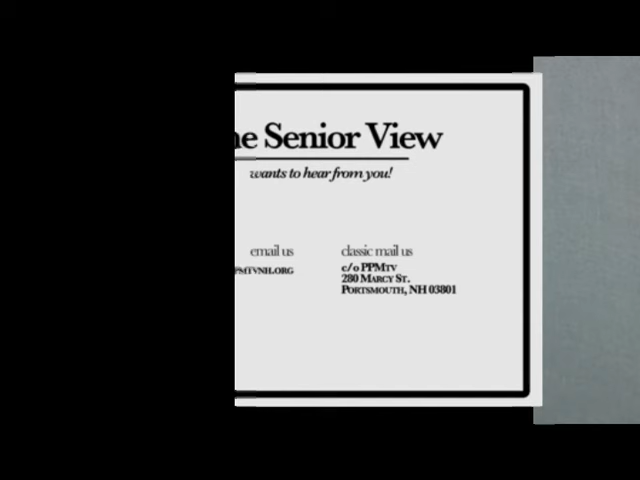 he Senior View
wants to hear from you!
email us
PMTVNH.ORG
classic mail us
c/o PPMTV
280 MARCY ST.
PORTSMOUTH, NH 03801